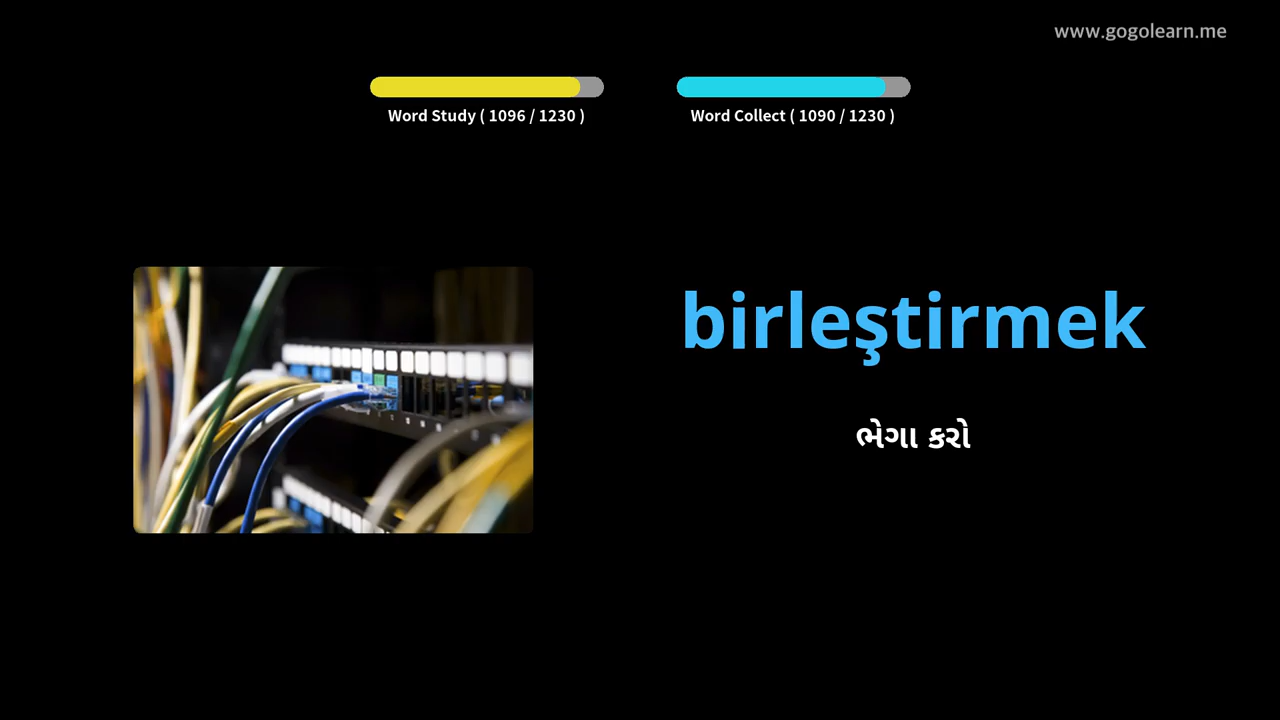 www.gogolearn.me
Word Study ( 1096 / 1230 )
Word Collect ( 1090 / 1230 )
birleştirmek
ભેગા કરો